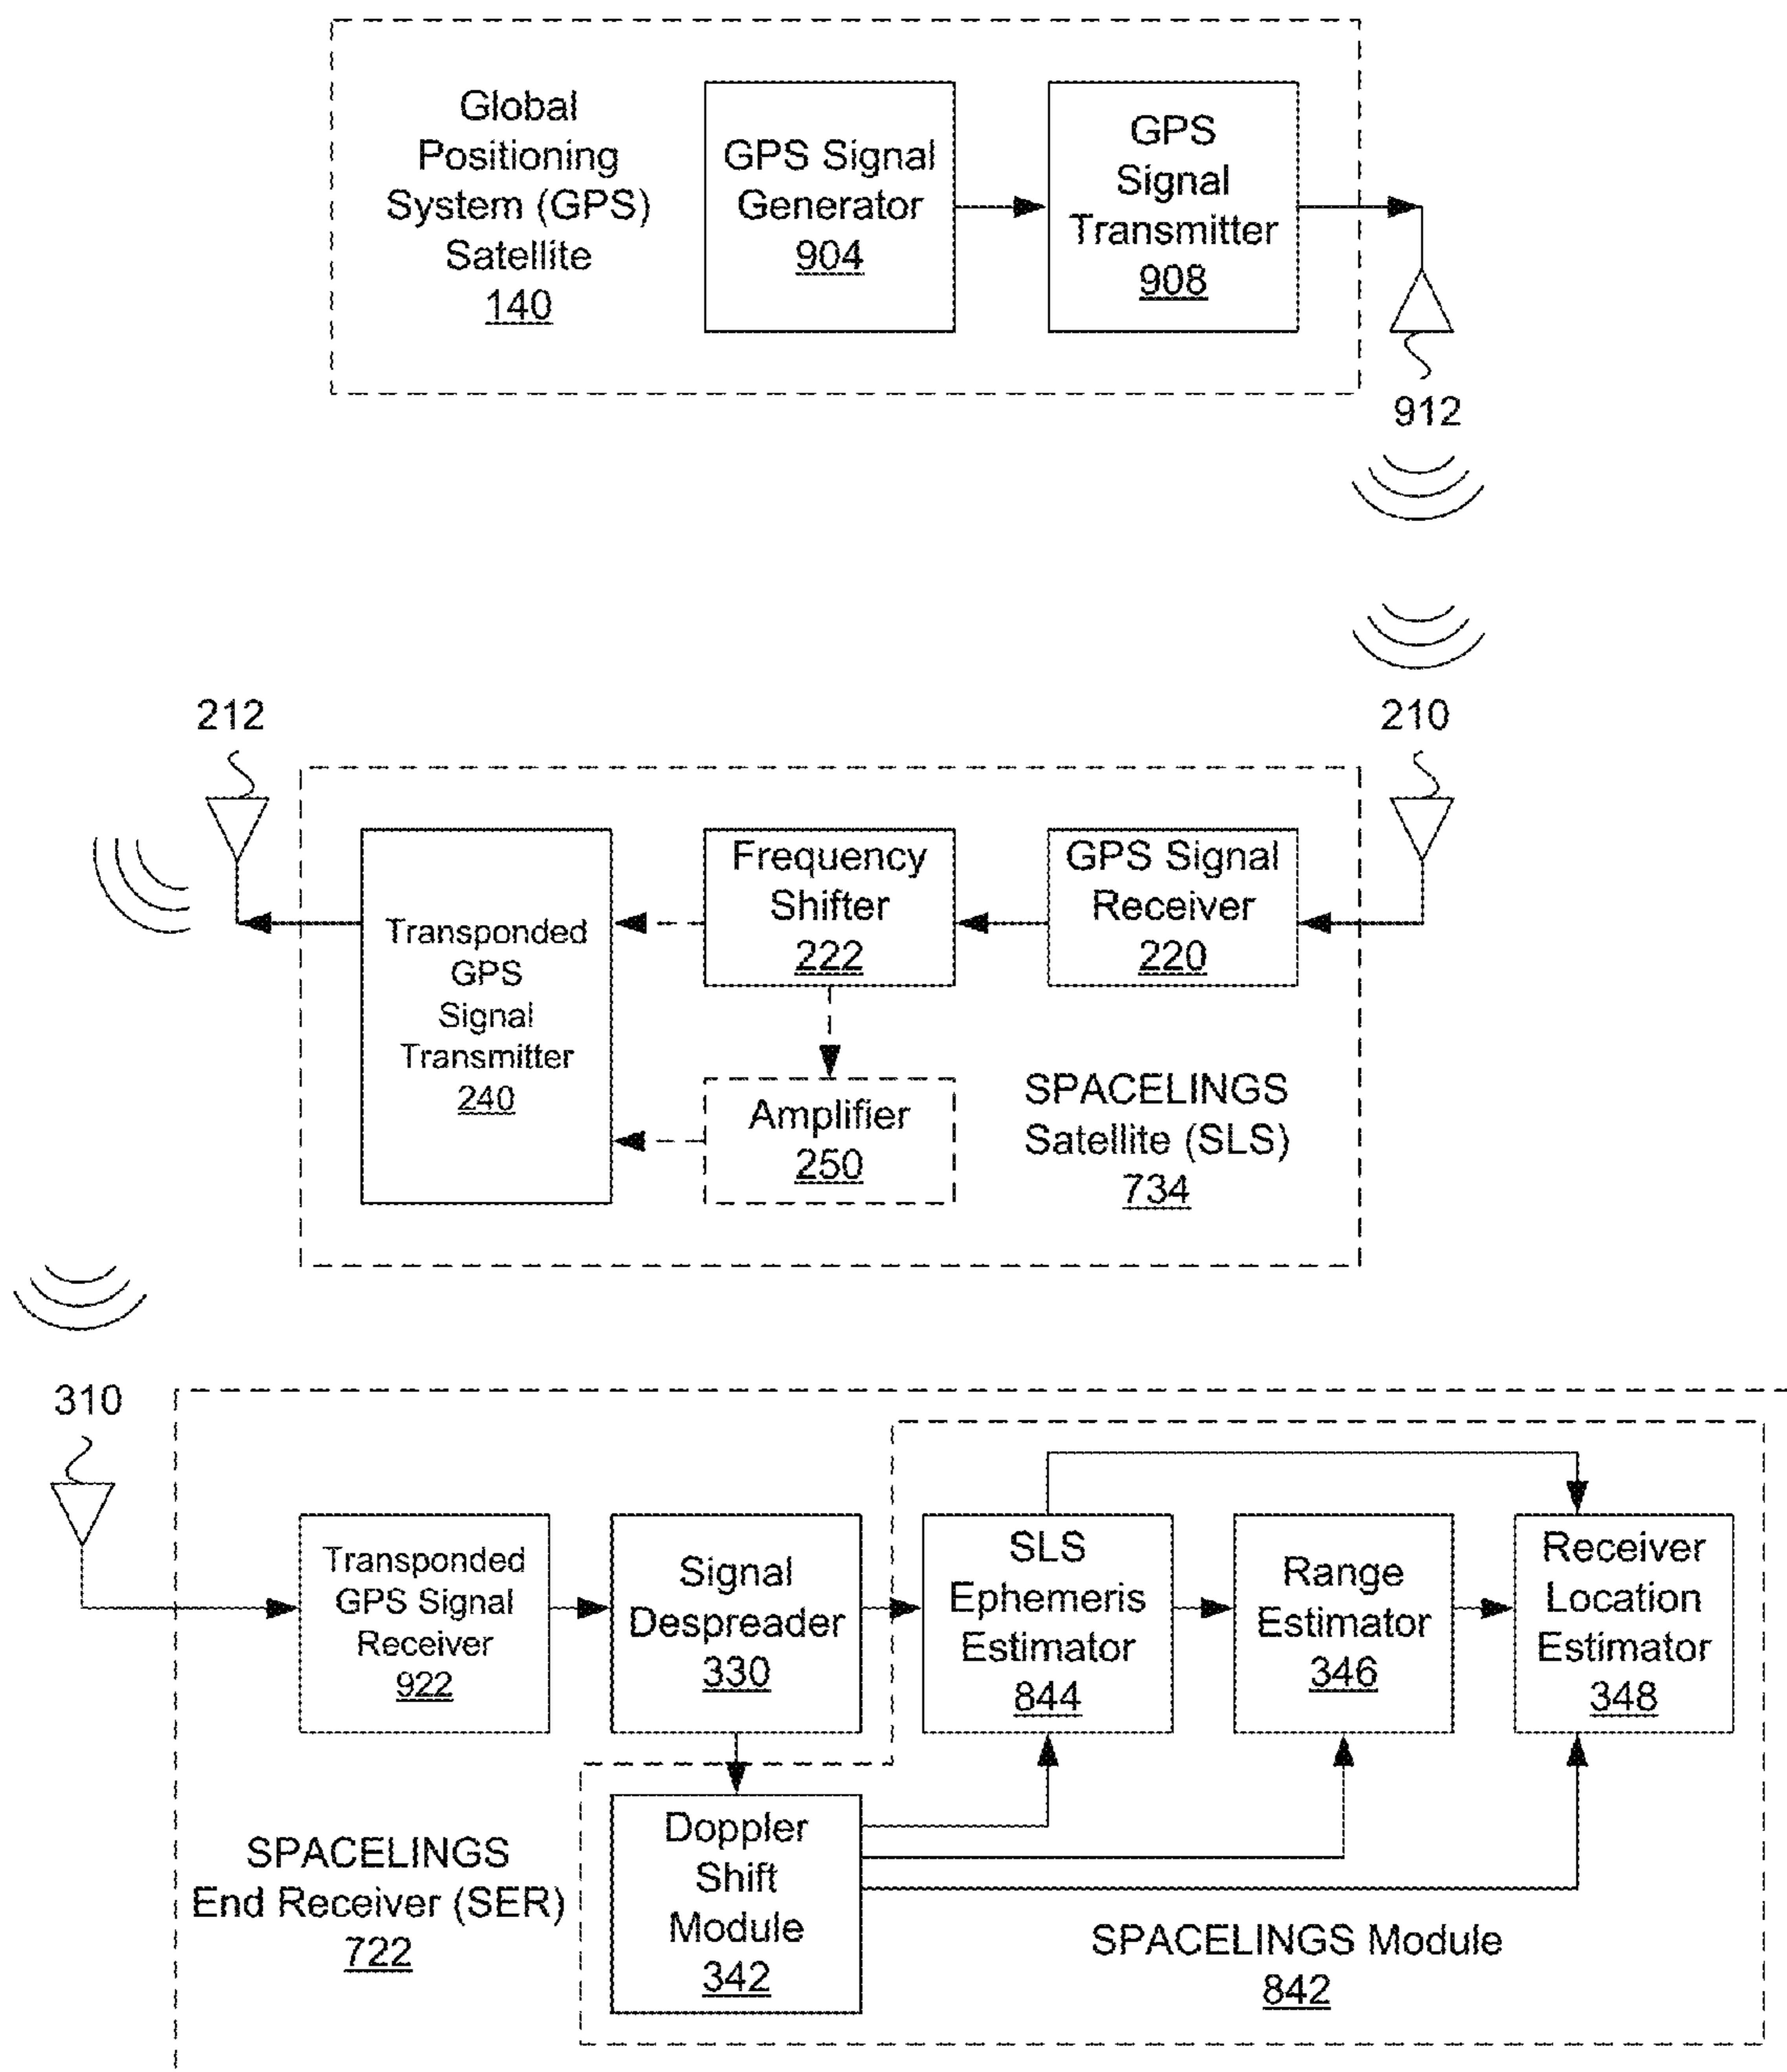 Global
Positioning
System (GPS)
Satellite
140
GPS Signal
Generator
904
GPS
Signal
Transmitter
908
912
212
210
Transponded
GPS
Signal
Transmitter
240
Frequency
Shifter
222
GPS Signal
Receiver
220
Amplifier
250
SPACELINGS
Satellite (SLS)
734
310
Transponded
GPS Signal
Receiver
922
Signal
Despreader
330
SLS
Ephemeris
Estimator
844
Range
Estimator
346
Receiver
Location
Estimator
348
SPACELINGS
End Receiver (SER)
722
Doppler
Shift
Module
342
SPACELINGS Module
842